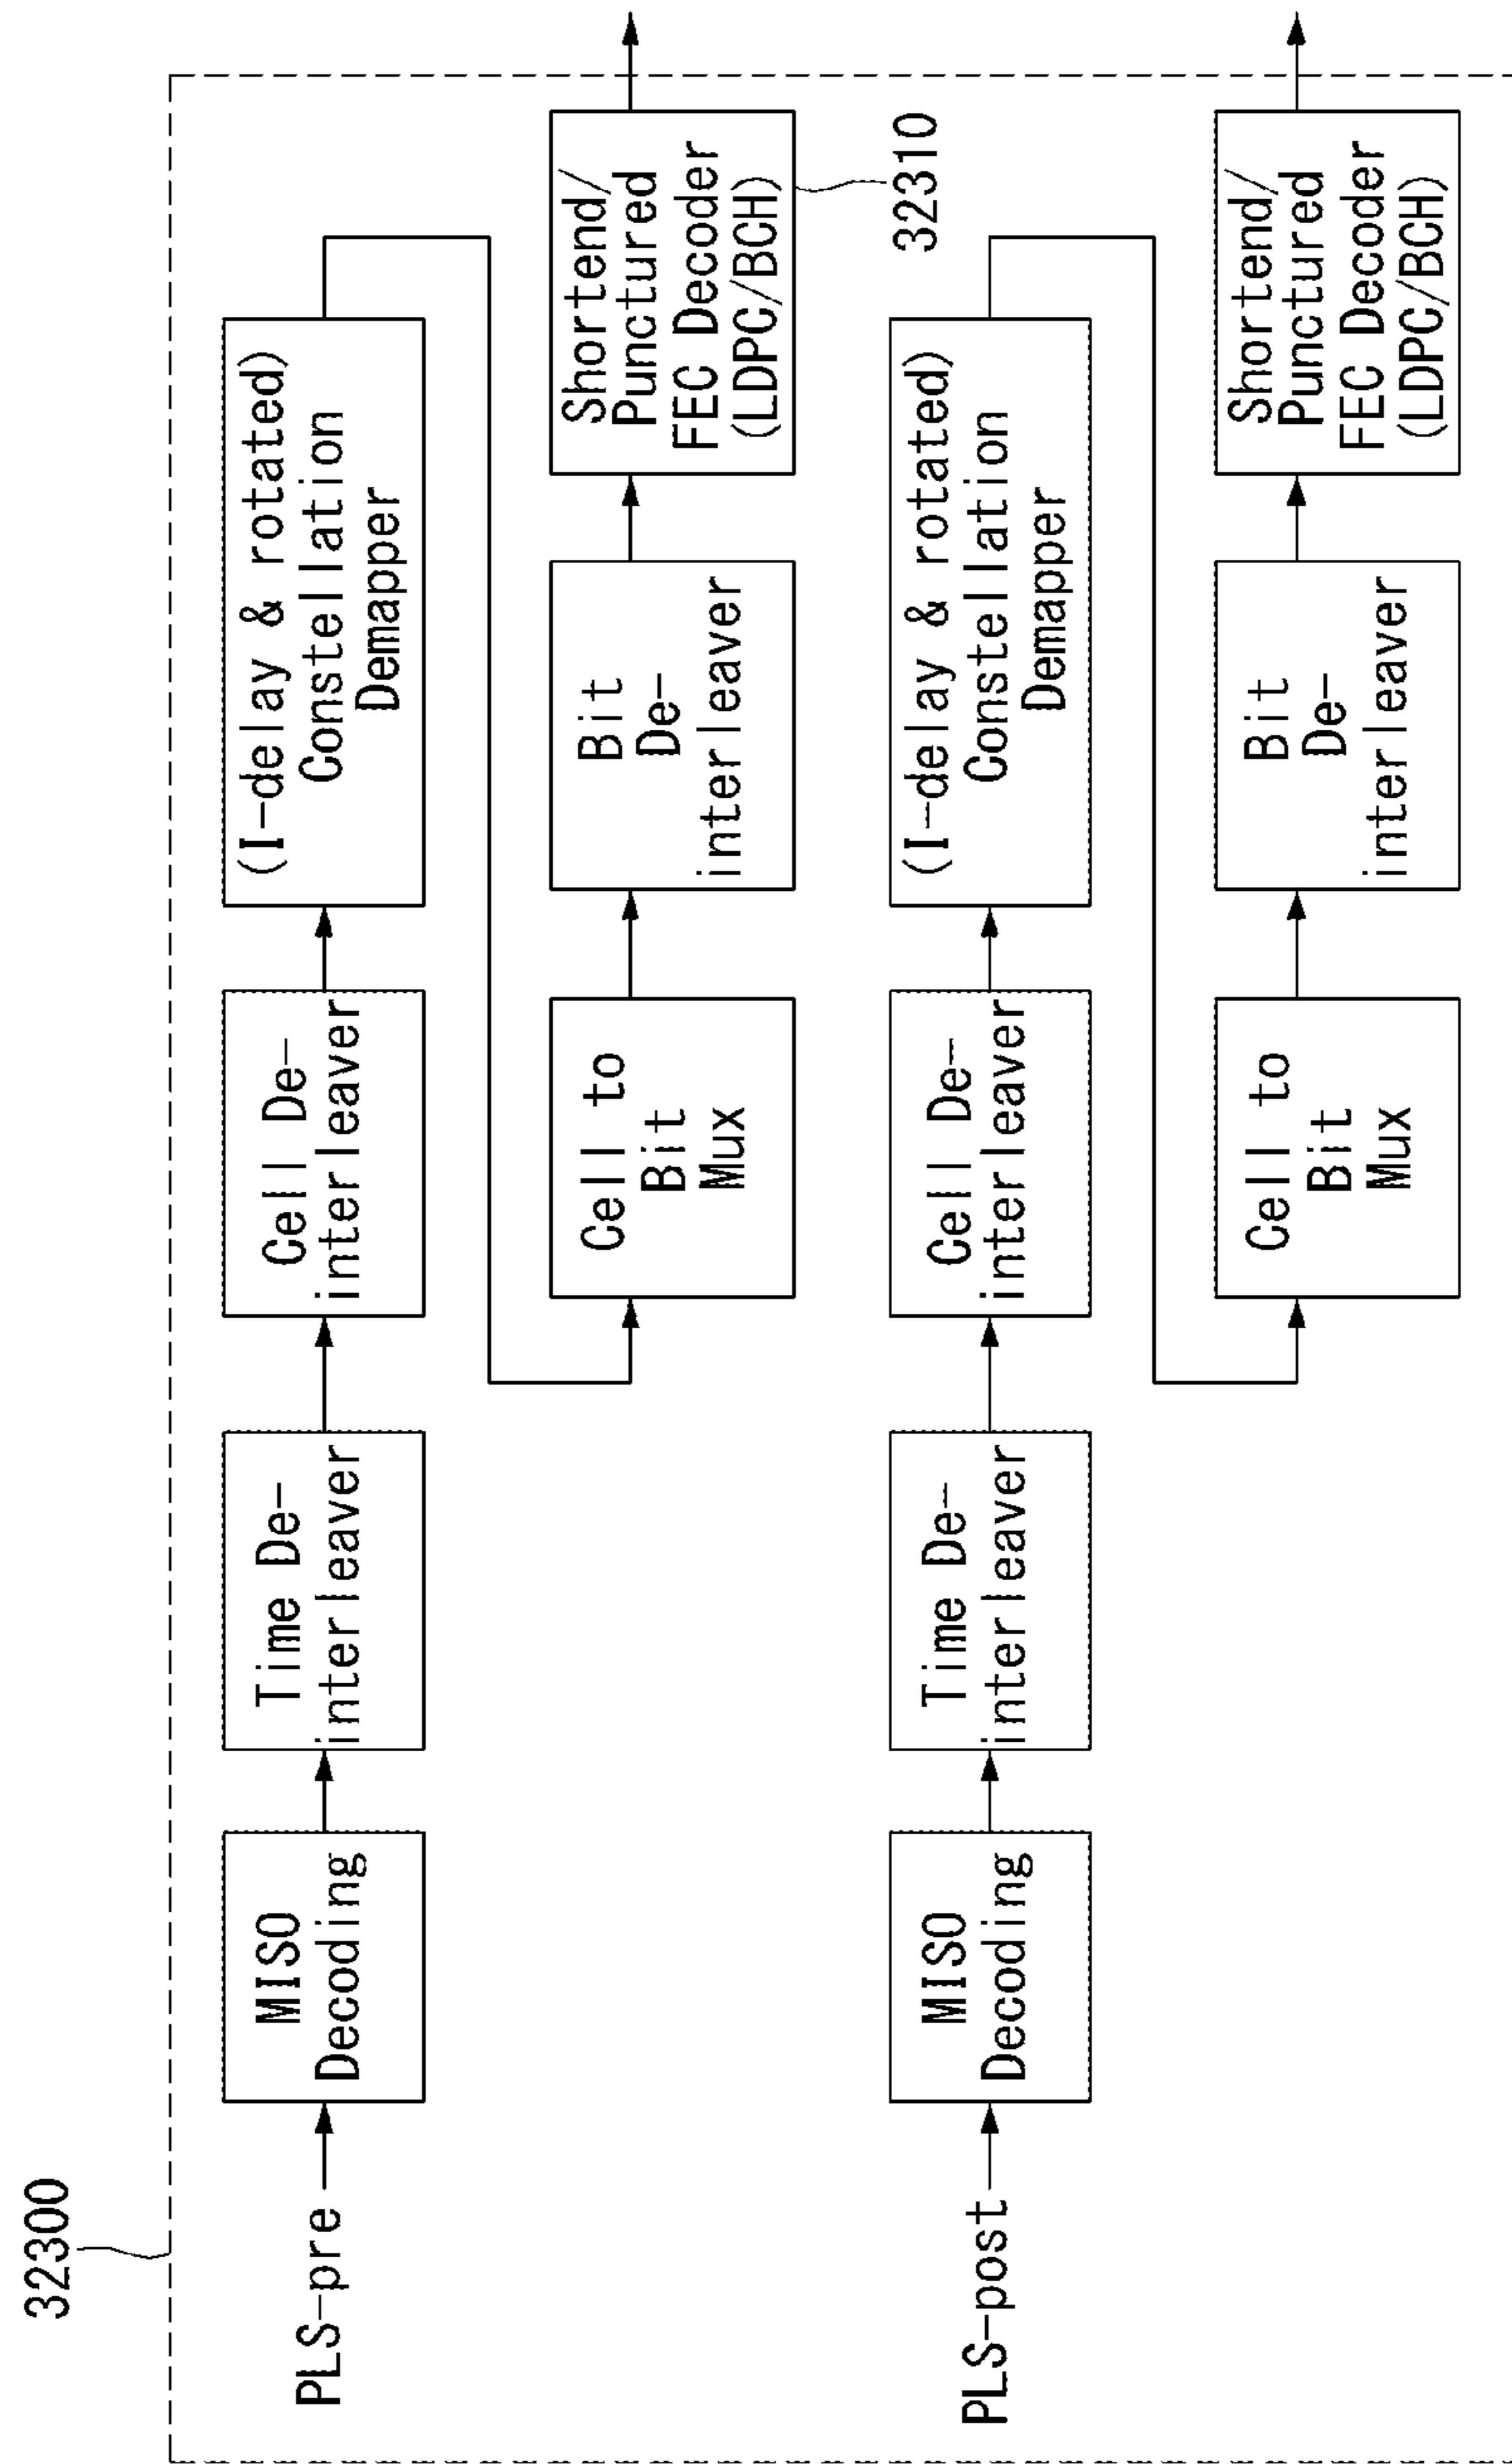 32300
PLS-pre
MISO
Decoding
Time De-
interleaver
Cell De-
interleaver
(I-delay & rotated)
Constellation
Demapper
Cell to
Bit
Mux
Bit
De-
interleaver
Shortend/
Punctured
FEC Decoder
(LDPC/BCH)
32310
PLS-post
MISO
Decoding
Time De-
interleaver
Cell De-
interleaver
(I-delay & rotated)
Constellation
Demapper
Cell to
Bit
Mux
Bit
De-
interleaver
Shortend/
Punctured
FEC Decoder
(LDPC/BCH)